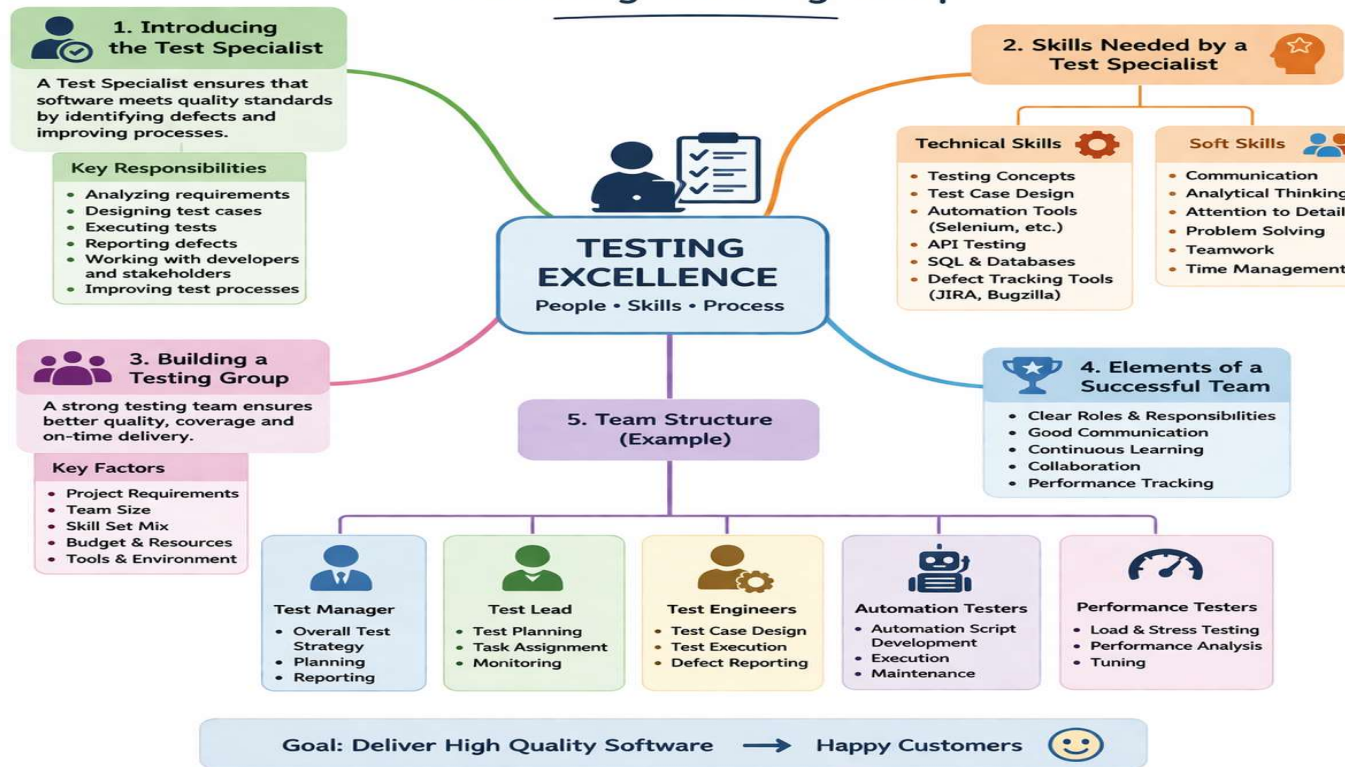 1. Introducing
the Test Specialist
A Test Specialist ensures that
software meets quality standards
by identifying defects and
improving processes.
Key Responsibilities
• Analyzing requirements
• Designing test cases
• Executing tests
• Reporting defects
• Working with developers
and stakeholders
• Improving test processes
2. Skills Needed by a
Test Specialist
Technical Skills
• Testing Concepts
• Test Case Design
• Automation Tools
(Selenium, etc.)
• API Testing
• SQL & Databases
• Defect Tracking Tools
(JIRA, Bugzilla)
Soft Skills
• Communication
• Analytical Thinking
• Attention to Detail
• Problem Solving
• Teamwork
• Time Management
TESTING
EXCELLENCE
People • Skills • Process
3. Building a
Testing Group
A strong testing team ensures
better quality, coverage and
on-time delivery.
Key Factors
• Project Requirements
• Team Size
• Skill Set Mix
• Budget & Resources
• Tools & Environment
4. Elements of a
Successful Team
• Clear Roles & Responsibilities
• Good Communication
• Continuous Learning
• Collaboration
• Performance Tracking
5. Team Structure
(Example)
Test Manager
• Overall Test
Strategy
• Planning
• Reporting
Test Lead
• Test Planning
• Task Assignment
• Monitoring
Test Engineers
• Test Case Design
• Test Execution
• Defect Reporting
Automation Testers
• Automation Script
Development
• Execution
• Maintenance
Performance Testers
• Load & Stress Testing
• Performance Analysis
• Tuning
Goal: Deliver High Quality Software → Happy Customers